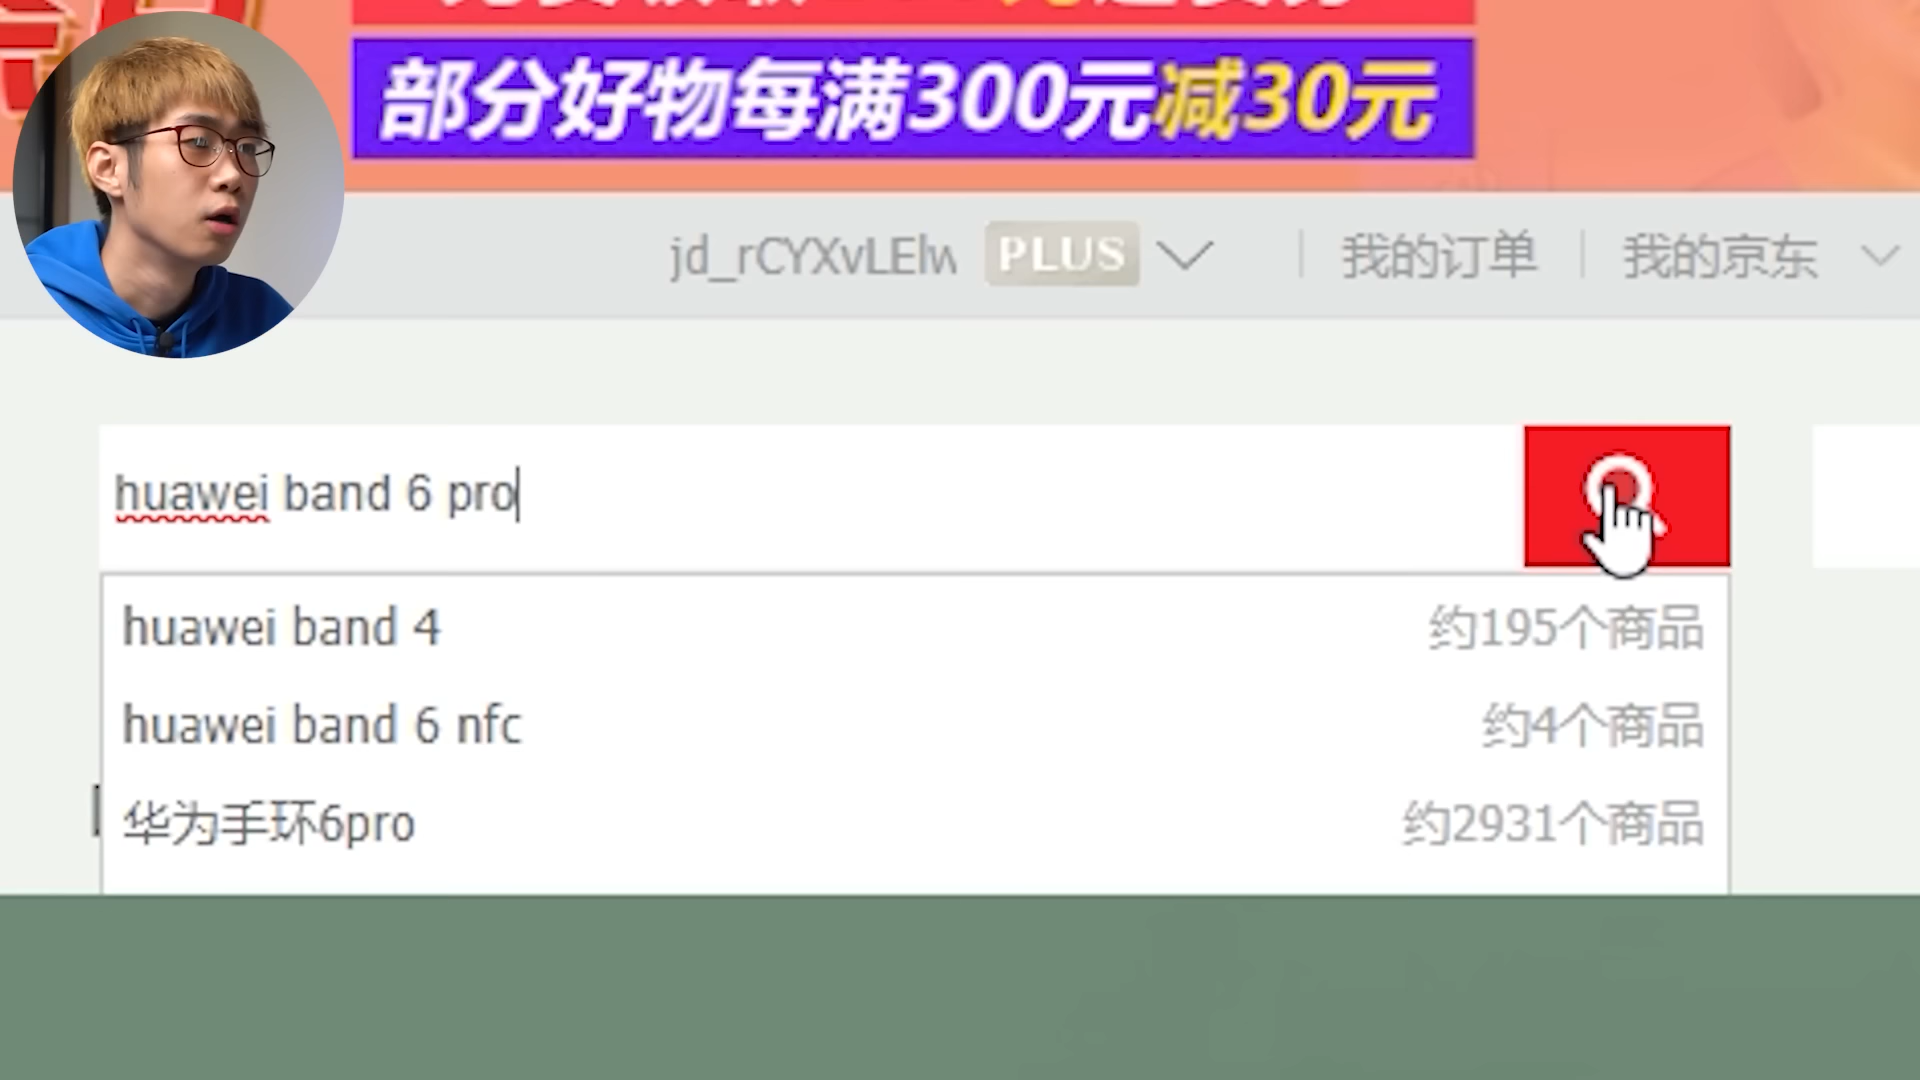 部分好物每满300元减30元
jd_rCYXvLElw PLUS 我的订单 我的京东
huawei band 6 pro
huawei band 4 约195个商品
huawei band 6 nfc 约4个商品
华为手环6pro 约2931个商品